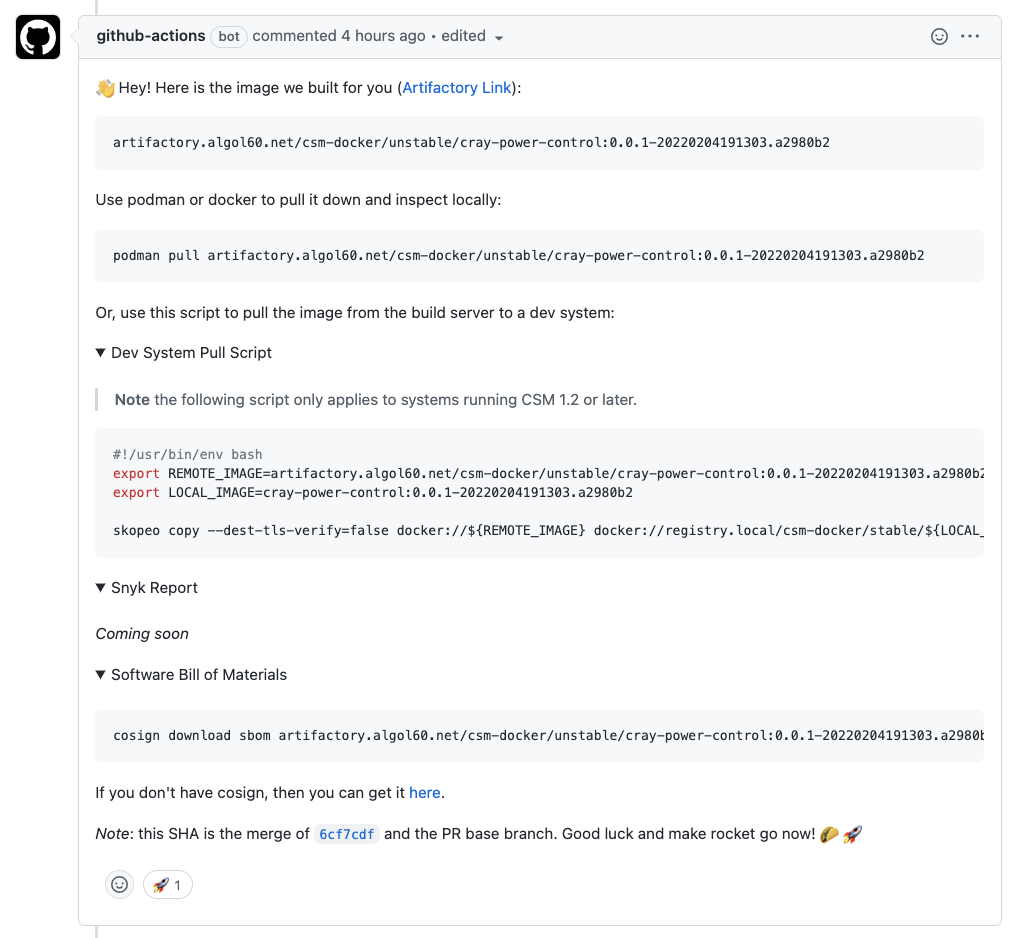 github-actions bot commented 4 hours ago • edited
👋 Hey! Here is the image we built for you (Artifactory Link):
artifactory.algol60.net/csm-docker/unstable/cray-power-control:0.0.1-20220204191303.a2980b2
Use podman or docker to pull it down and inspect locally:
podman pull artifactory.algol60.net/csm-docker/unstable/cray-power-control:0.0.1-20220204191303.a2980b2
Or, use this script to pull the image from the build server to a dev system:
▼ Dev System Pull Script
Note the following script only applies to systems running CSM 1.2 or later.
#!/usr/bin/env bash
export REMOTE_IMAGE=artifactory.algol60.net/csm-docker/unstable/cray-power-control:0.0.1-20220204191303.a2980b2
export LOCAL_IMAGE=cray-power-control:0.0.1-20220204191303.a2980b2
skopeo copy --dest-tls-verify=false docker://${REMOTE_IMAGE} docker://registry.local/csm-docker/stable/${LOCAL_
▼ Snyk Report
Coming soon
▼ Software Bill of Materials
cosign download sbom artifactory.algol60.net/csm-docker/unstable/cray-power-control:0.0.1-20220204191303.a2980b
If you don't have cosign, then you can get it here.
Note: this SHA is the merge of 6cf7cdf and the PR base branch. Good luck and make rocket go now! 🌮 🚀
🚀 1